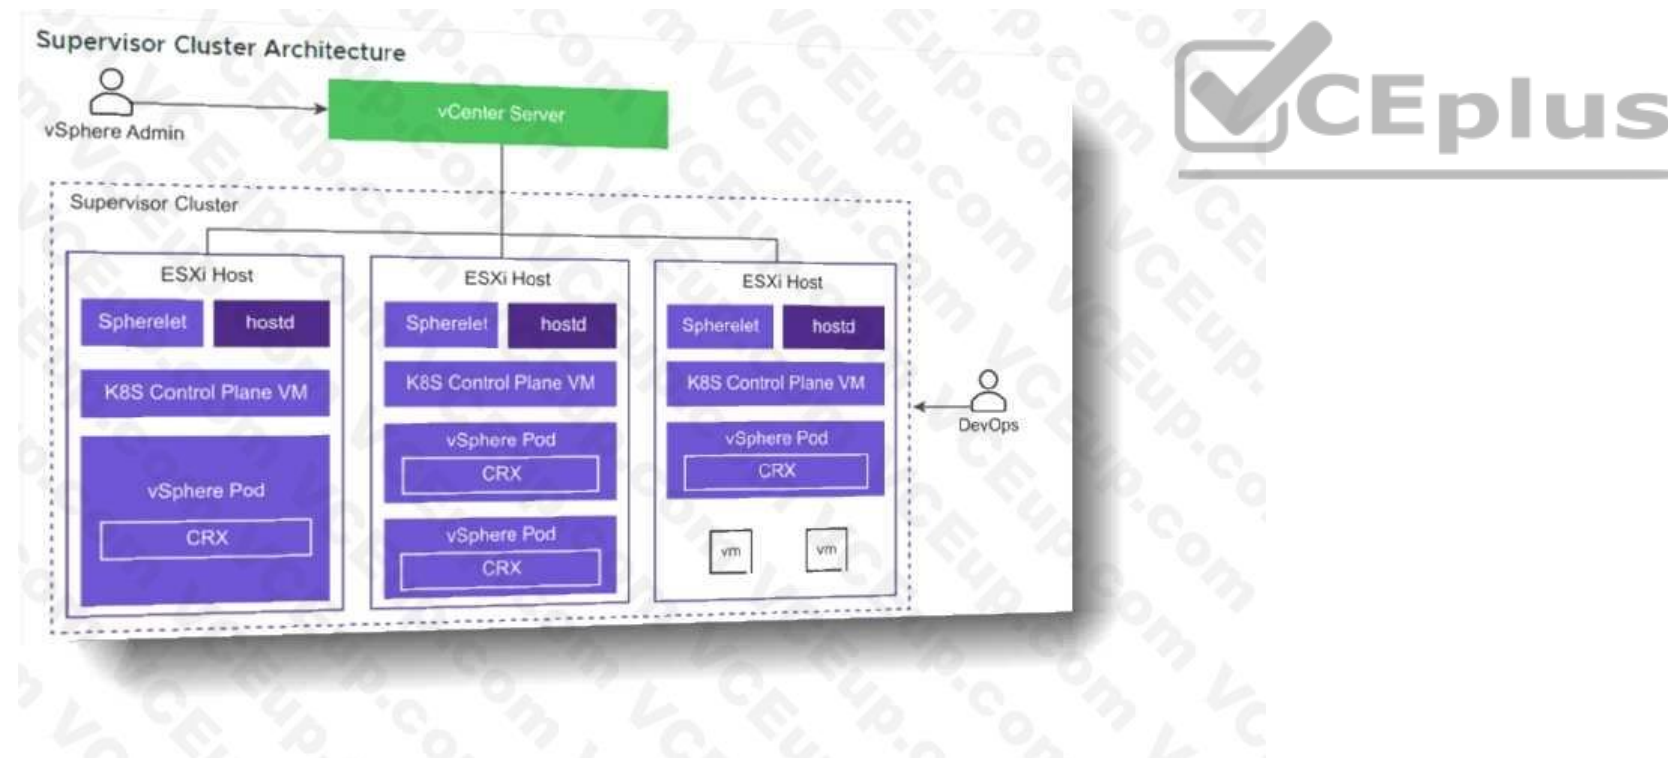 Supervisor Cluster Architecture
vSphere Admin
vCenter Server
CEplus
Supervisor Cluster
ESXi Host
Spherelet
hostd
K8S Control Plane VM
vSphere Pod
CRX
ESXi Host
Spherelet
hostd
K8S Control Plane VM
vSphere Pod
CRX
vSphere Pod
CRX
ESXi Host
Spherelet
hostd
K8S Control Plane VM
vSphere Pod
CRX
vm
vm
DevOps
VCEup.com